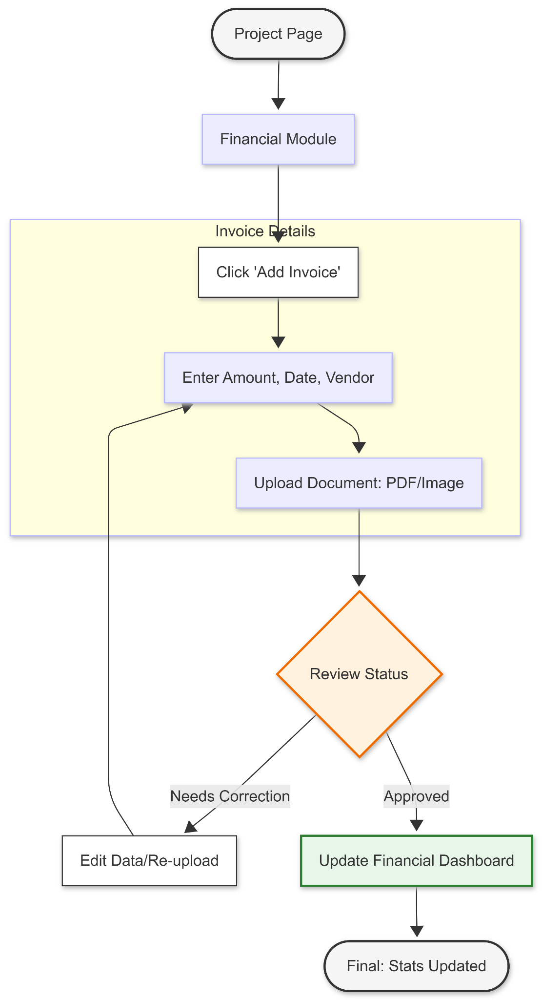 Project Page
Financial Module
Invoice Details
Click 'Add Invoice'
Enter Amount, Date, Vendor
Upload Document: PDF/Image
Review Status
Needs Correction
Approved
Edit Data/Re-upload
Update Financial Dashboard
Final: Stats Updated